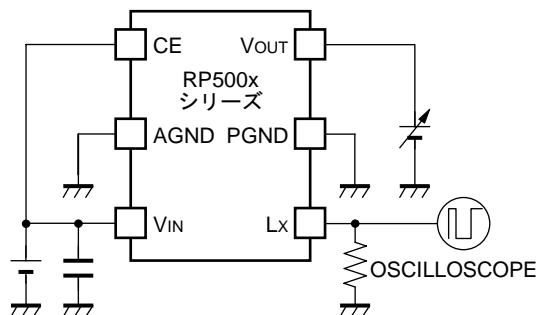 CE VOUT
RP500x
シリーズ
AGND PGND
VIN LX
OSCILLOSCOPE